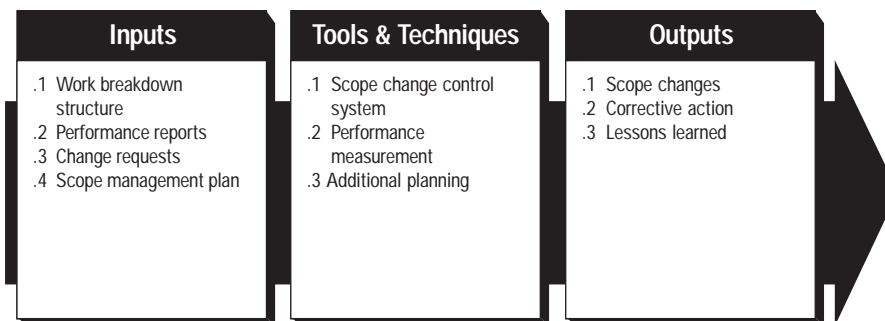 Inputs
.1 Work breakdown
structure
.2 Performance reports
.3 Change requests
.4 Scope management plan
Tools & Techniques
.1 Scope change control
system
.2 Performance
measurement
.3 Additional planning
Outputs
.1 Scope changes
.2 Corrective action
.3 Lessons learned